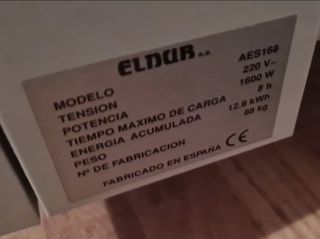 ELNUR s.a.
MODELO AES168
TENSION 220 V~
POTENCIA 1600 W
TIEMPO MAXIMO DE CARGA 8 h
ENERGIA ACUMULADA 12.8 kWh
PESO 68 kg
Nº DE FABRICACION
FABRICADO EN ESPAÑA CE